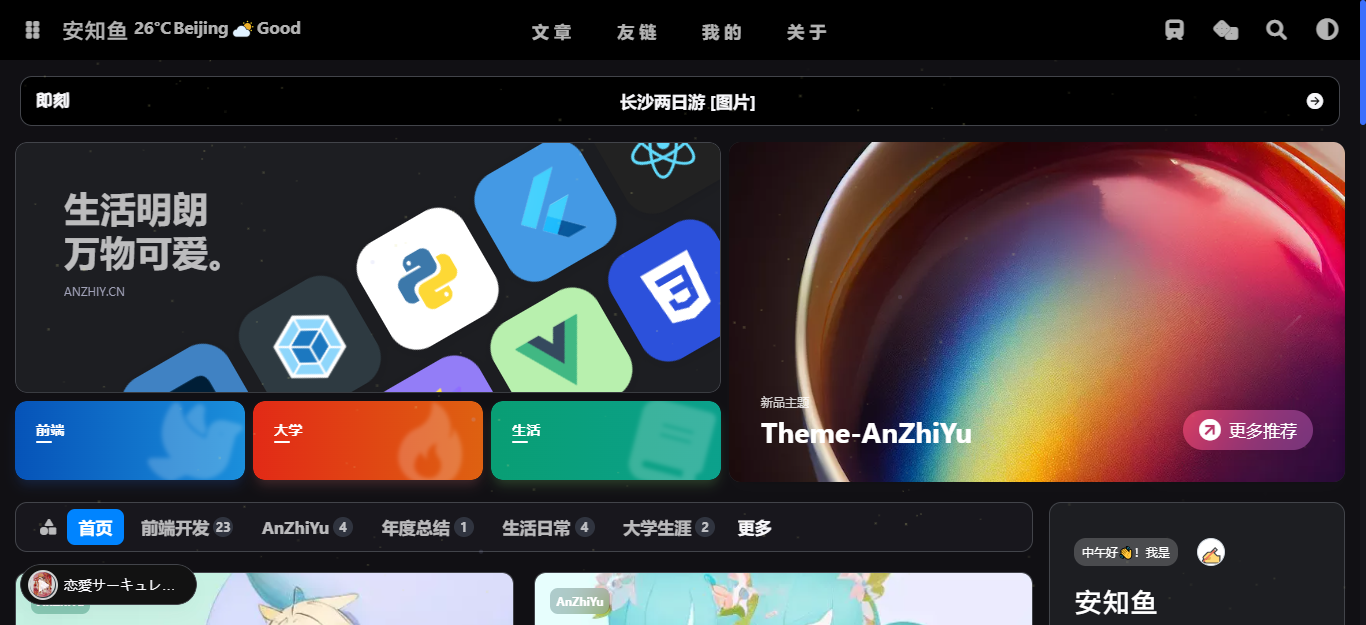 安知鱼 26℃ Beijing Good
文章 友链 我的 关于
即刻 长沙两日游 [图片]
生活明朗
万物可爱。
ANZHIY.CN
新品主题
Theme-AnZhiYu
更多推荐
前端 大学 生活
首页 前端开发 23 AnZhiYu 4 年度总结 1 生活日常 4 大学生涯 2 更多
中午好👋！我是
安知鱼
恋愛サーキュレ...
AnZhiYu